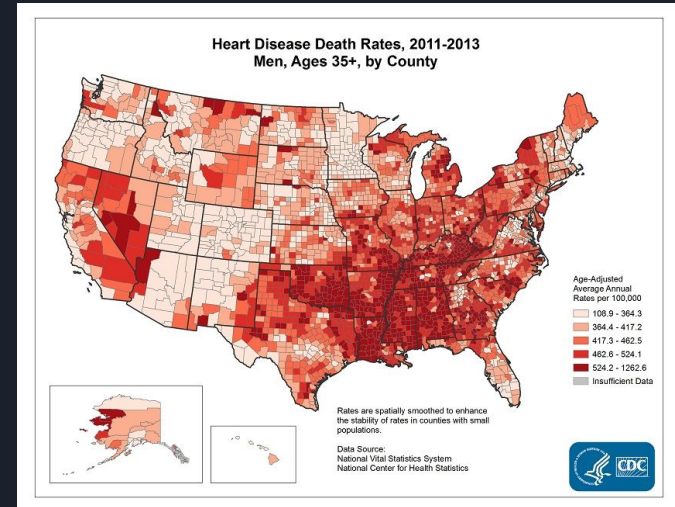 Heart Disease Death Rates, 2011-2013
Men, Ages 35+, by County
Age-Adjusted
Average Annual
Rates per 100,000
108.9 - 364.3
364.4 - 417.2
417.3 - 462.5
462.6 - 524.1
524.2 - 1262.6
Insufficient Data
Rates are spatially smoothed to enhance
the stability of rates in counties with small
populations.
Data Source:
National Vital Statistics System
National Center for Health Statistics
CDC